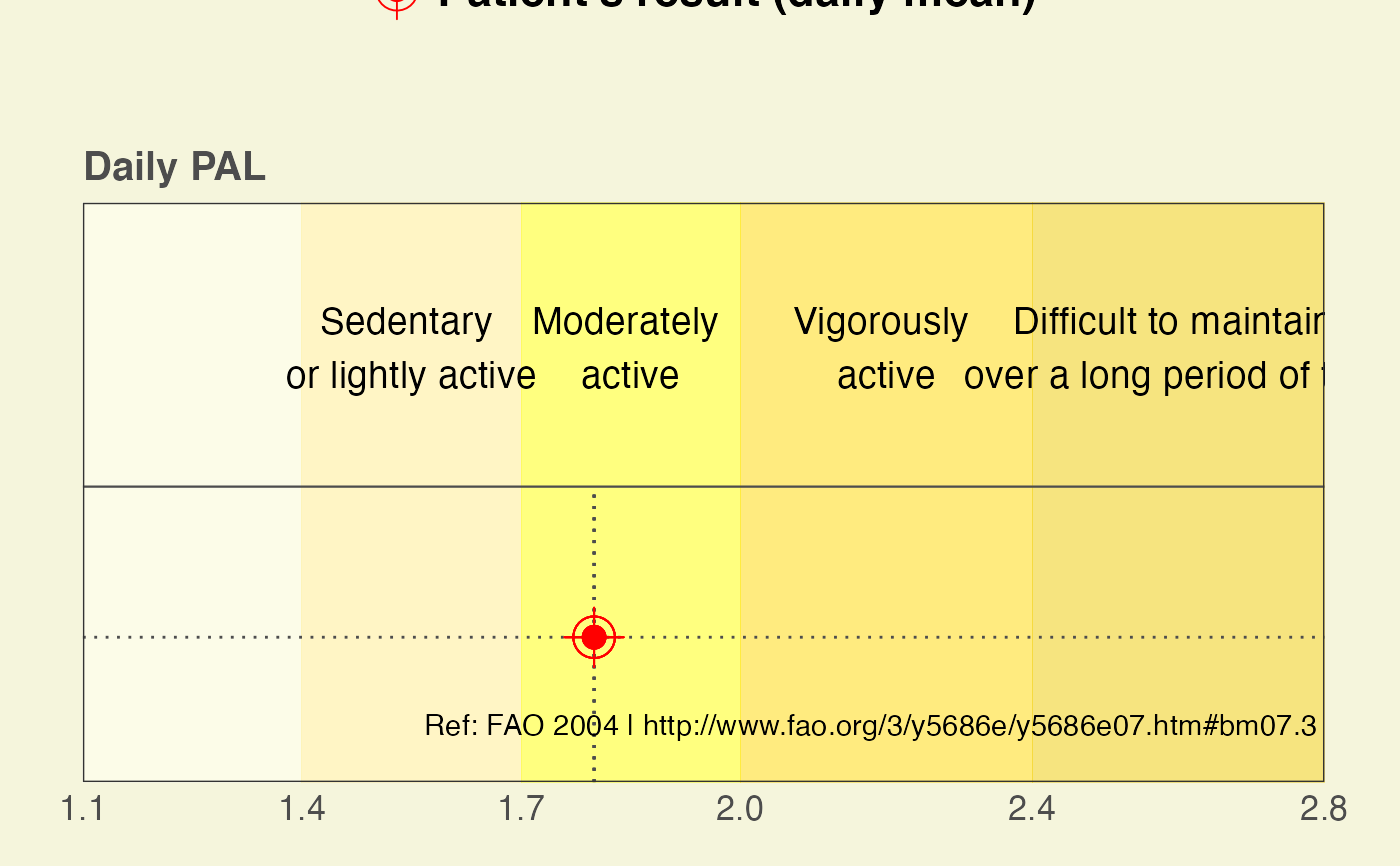 Patient's result (daily mean)
Daily PAL
Sedentary
or lightly active
Moderately
active
Vigorously
active
Difficult to maintain
over a long period of
Ref: FAO 2004 | http://www.fao.org/3/y5686e/y5686e07.htm#bm07.3
1.1 1.4 1.7 2.0 2.4 2.8